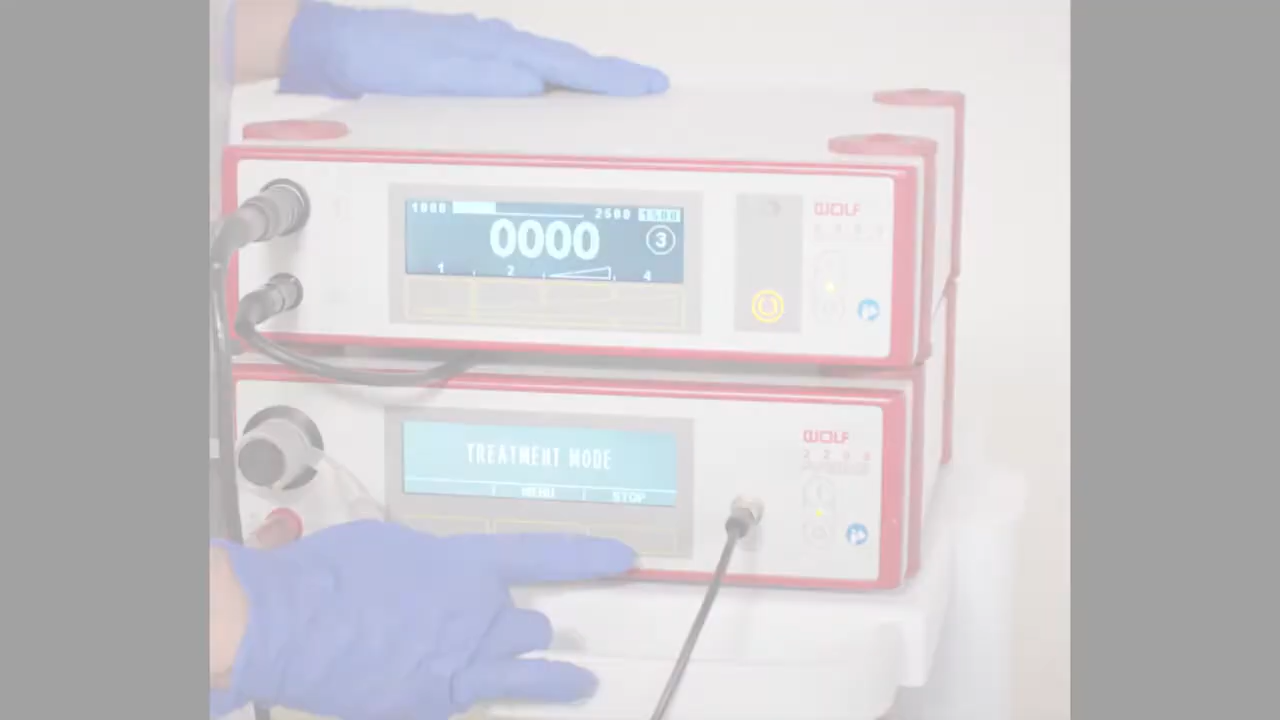 1000 2500 1500
0000 3
1 2 4
WOLF
TREATMENT MODE
MENU STOP
WOLF